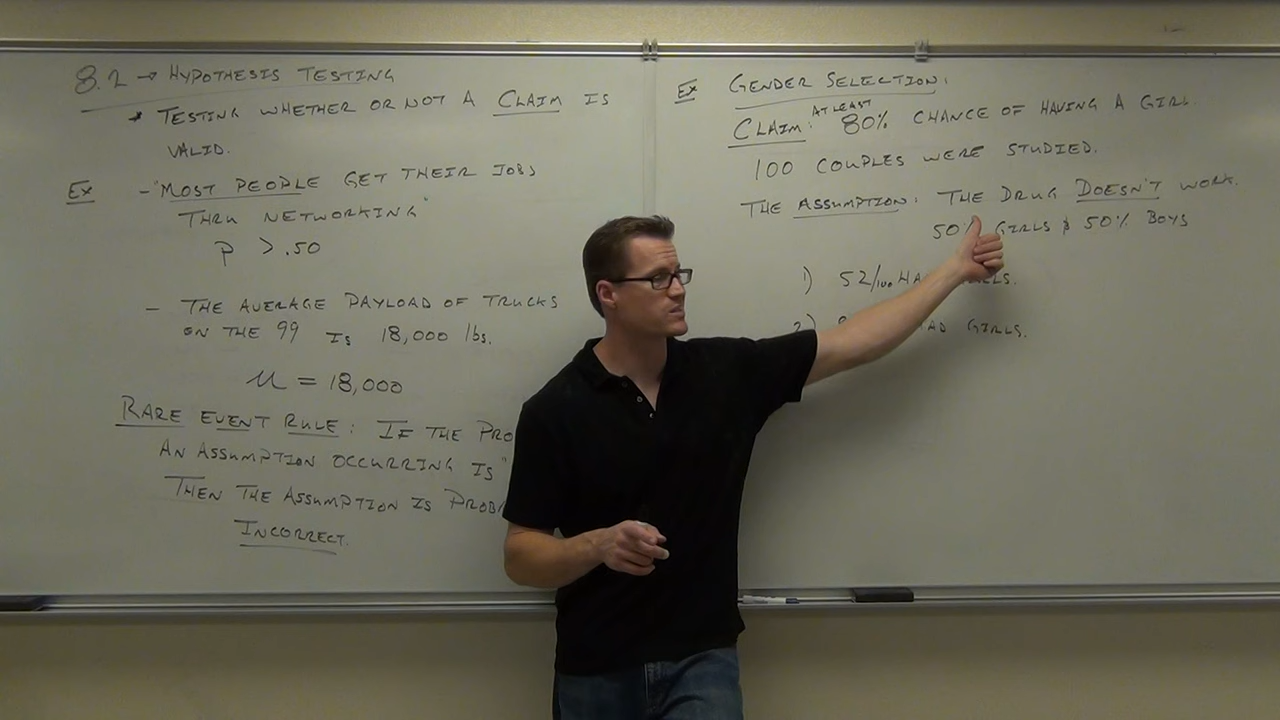 8.2 → HYPOTHESIS TESTING
* TESTING WHETHER OR NOT A CLAIM IS
VALID.
EX - "MOST PEOPLE GET THEIR JOBS
THRU NETWORKING"
P > .50
- THE AVERAGE PAYLOAD OF TRUCKS
ON THE 99 IS 18,000 lbs.
μ = 18,000
RARE EVENT RULE: IF THE
AN ASSUMPTION OCCURRING IS "
THEN THE ASSUMPTION IS
INCORRECT.
EX GENDER SELECTION:
CLAIM: AT LEAST 80% CHANCE OF HAVING A GIRL.
100 COUPLES WERE STUDIED.
THE ASSUMPTION: THE DRUG DOESN'T WORK.
50% GIRLS & 50% BOYS
1) 52/100
2) GIRLS.